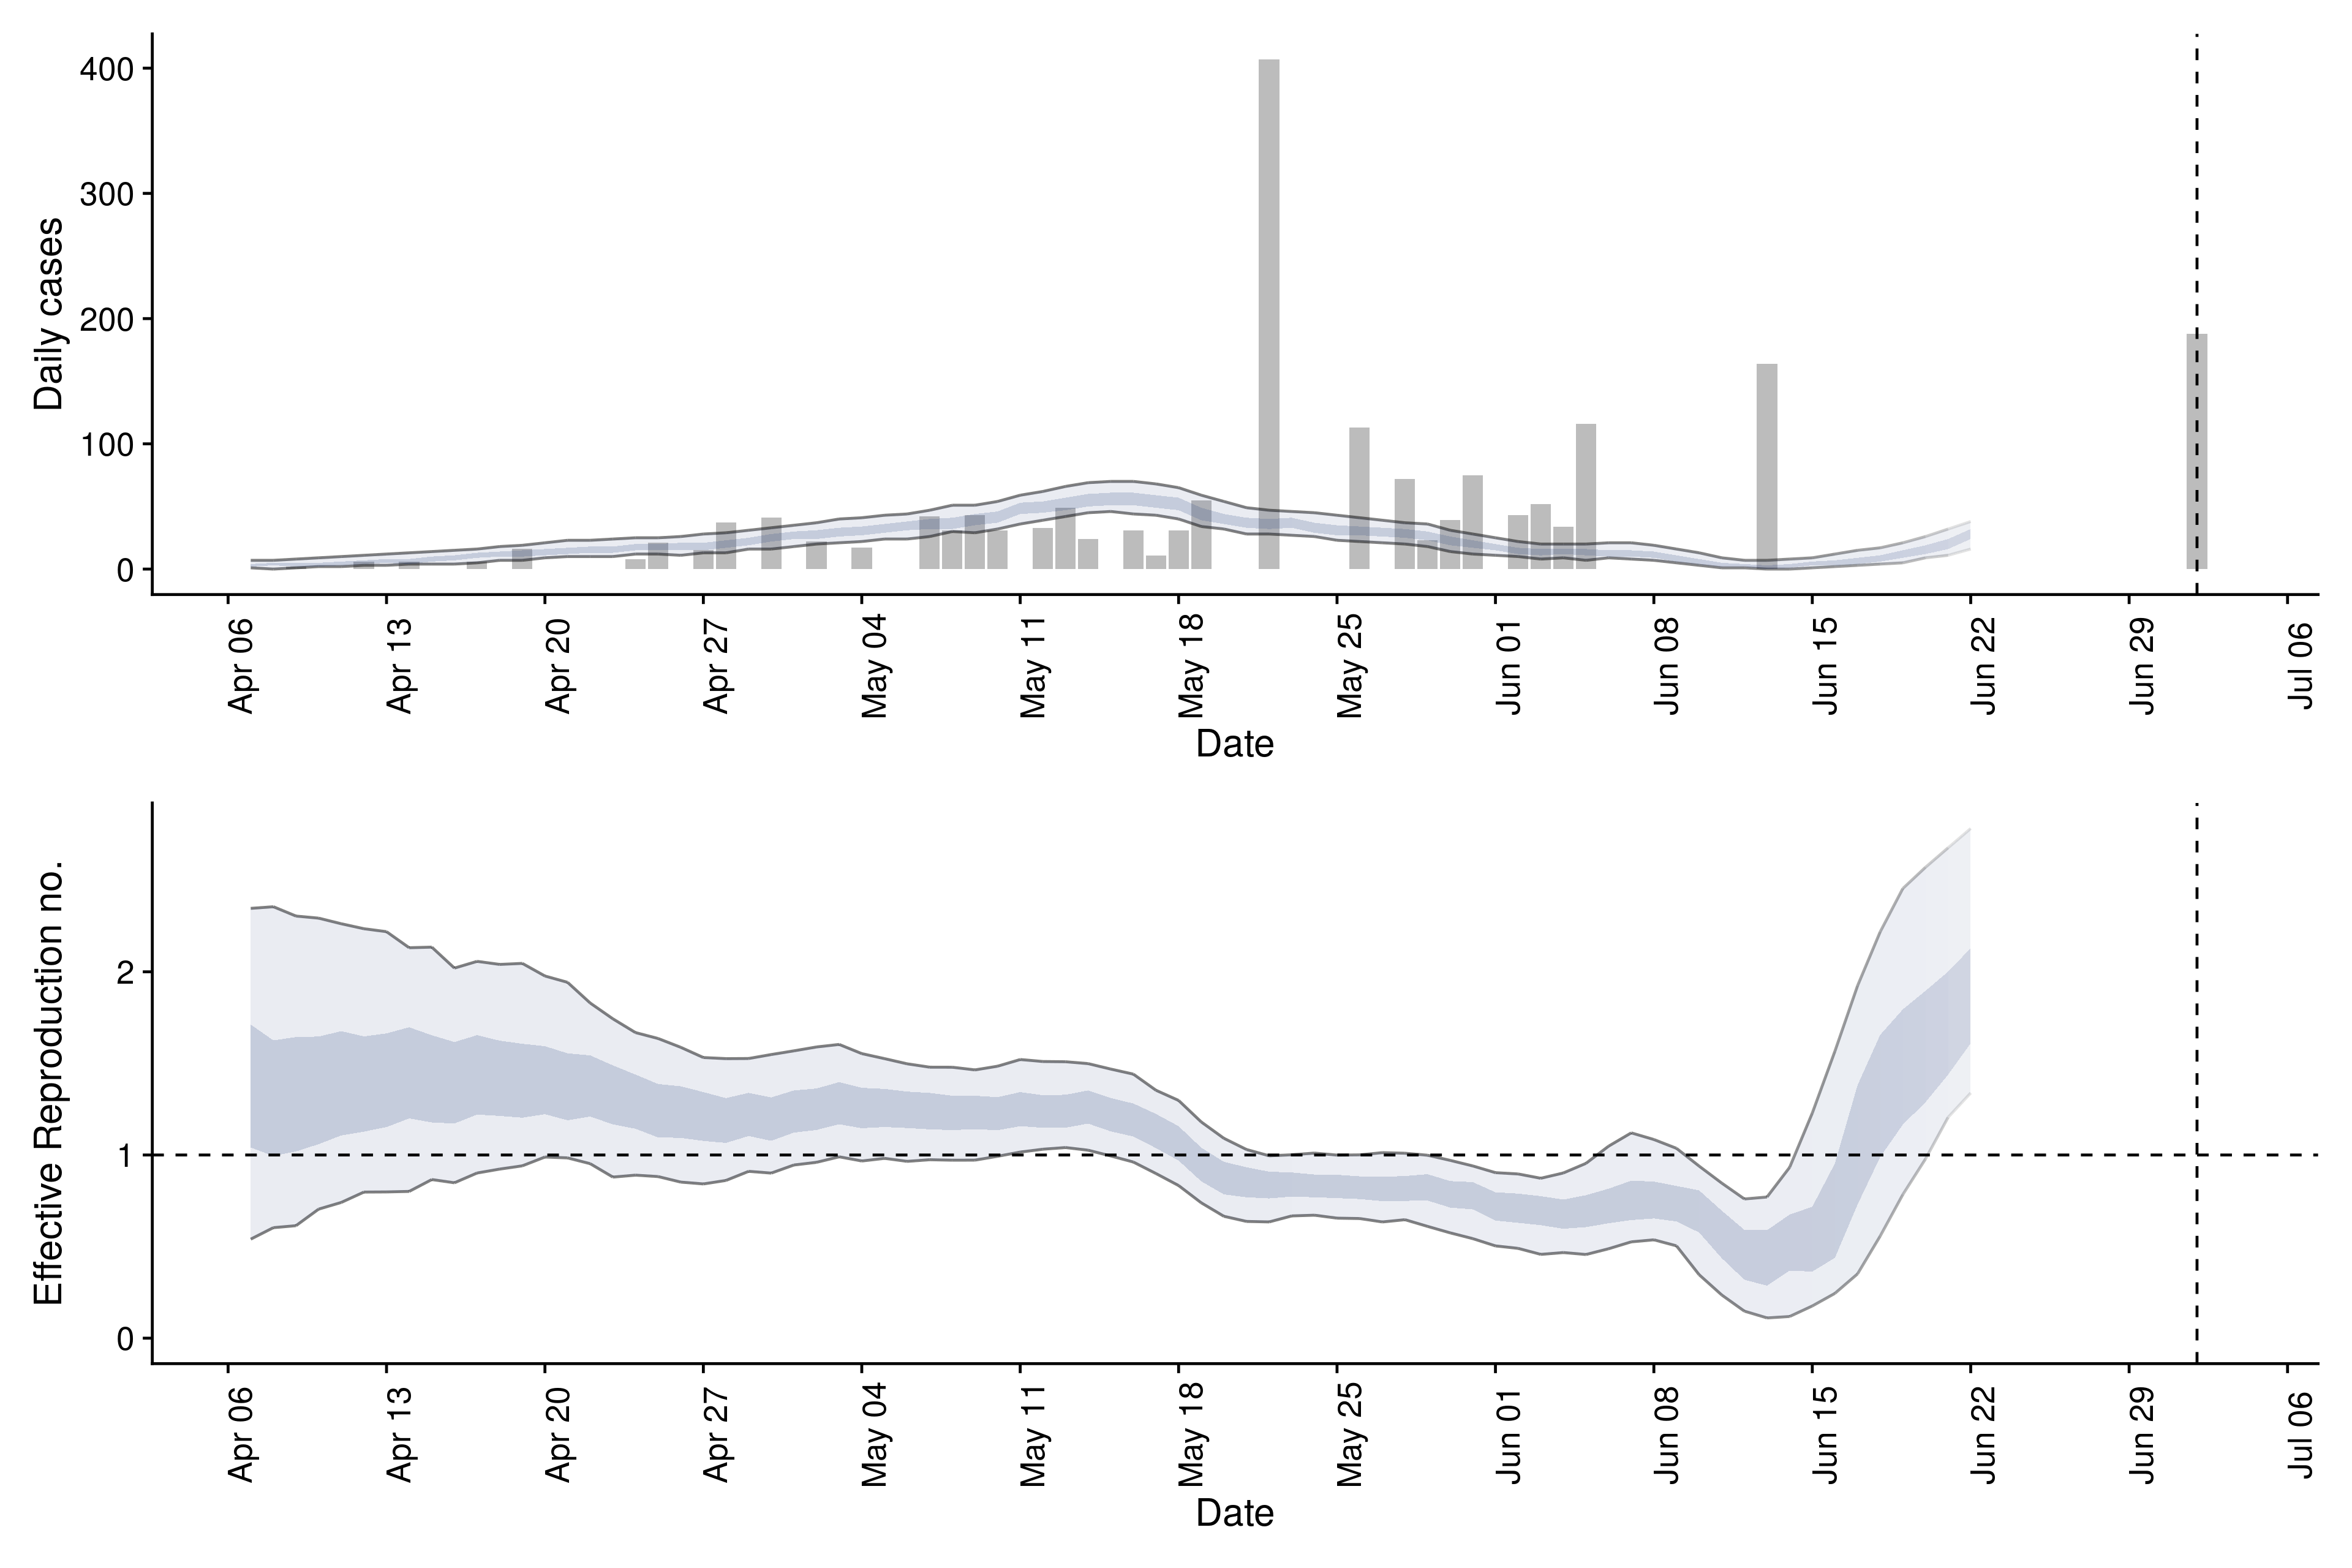 Daily cases
400
300
200
100
0
Apr 06
Apr 13
Apr 20
Apr 27
May 04
May 11
May 18
May 25
Jun 01
Jun 08
Jun 15
Jun 22
Jun 29
Jul 06
Date
Effective Reproduction no.
2
1
0
Apr 06
Apr 13
Apr 20
Apr 27
May 04
May 11
May 18
May 25
Jun 01
Jun 08
Jun 15
Jun 22
Jun 29
Jul 06
Date